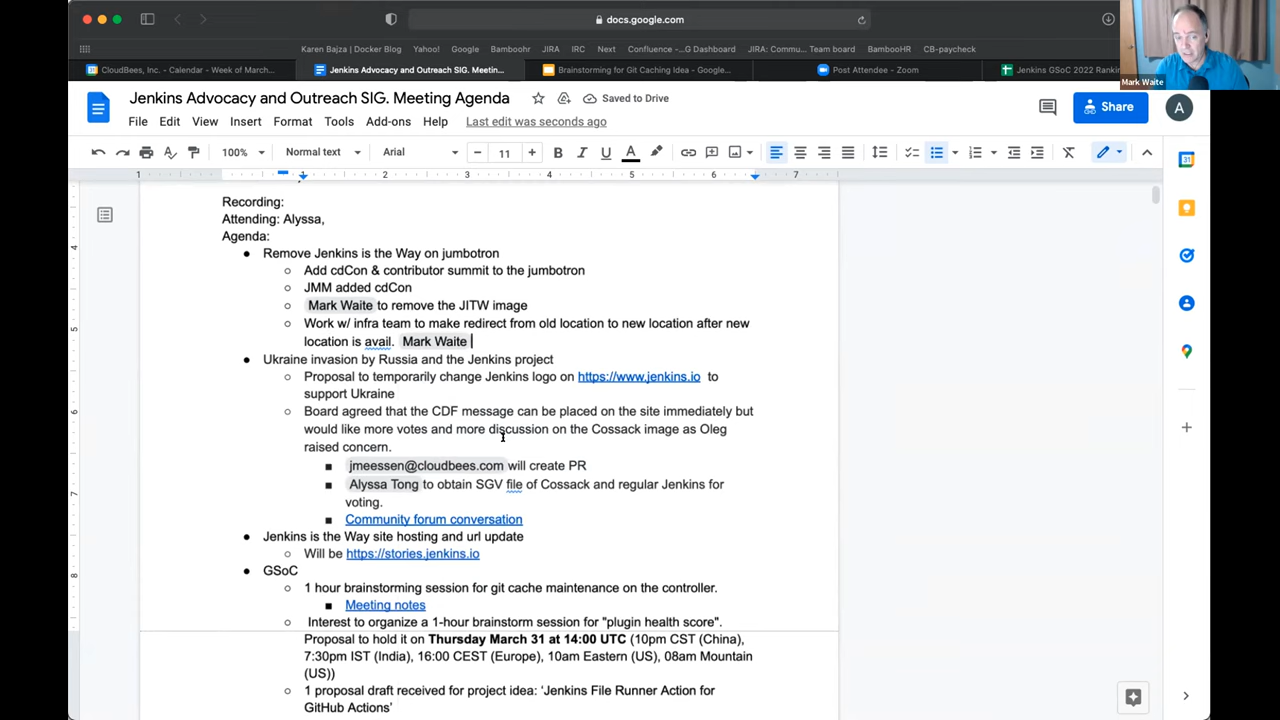 docs.google.com
Karen Bajza | Docker Blog Yahoo! Google Bamboohr JIRA IRC Next Confluence -...G Dashboard JIRA: Commu... Team board BambooHR CB-paycheck
CloudBees, Inc. - Calendar - Week of March...
Jenkins Advocacy and Outreach SIG. Meetin...
Brainstorming for Git Caching Idea - Google...
Post Attendee - Zoom
Jenkins GSoC 2022 Rankin
Mark Waite
Jenkins Advocacy and Outreach SIG. Meeting Agenda
Saved to Drive
File Edit View Insert Format Tools Add-ons Help Last edit was seconds ago
Share
A
100% Normal text Arial 11 B I U A
1 1 2 3 4 5 6 7
Recording:
Attending: Alyssa,
Agenda:
Remove Jenkins is the Way on jumbotron
Add cdCon & contributor summit to the jumbotron
JMM added cdCon
Mark Waite to remove the JITW image
Work w/ infra team to make redirect from old location to new location after new
location is avail. Mark Waite
Ukraine invasion by Russia and the Jenkins project
Proposal to temporarily change Jenkins logo on https://www.jenkins.io to
support Ukraine
Board agreed that the CDF message can be placed on the site immediately but
would like more votes and more discussion on the Cossack image as Oleg
raised concern.
jmeessen@cloudbees.com will create PR
Alyssa Tong to obtain SGV file of Cossack and regular Jenkins for
voting.
Community forum conversation
Jenkins is the Way site hosting and url update
Will be https://stories.jenkins.io
GSoC
1 hour brainstorming session for git cache maintenance on the controller.
Meeting notes
Interest to organize a 1-hour brainstorm session for "plugin health score".
Proposal to hold it on Thursday March 31 at 14:00 UTC (10pm CST (China),
7:30pm IST (India), 16:00 CEST (Europe), 10am Eastern (US), 08am Mountain
(US))
1 proposal draft received for project idea: ‘Jenkins File Runner Action for
GitHub Actions’
4
5
6
7
8